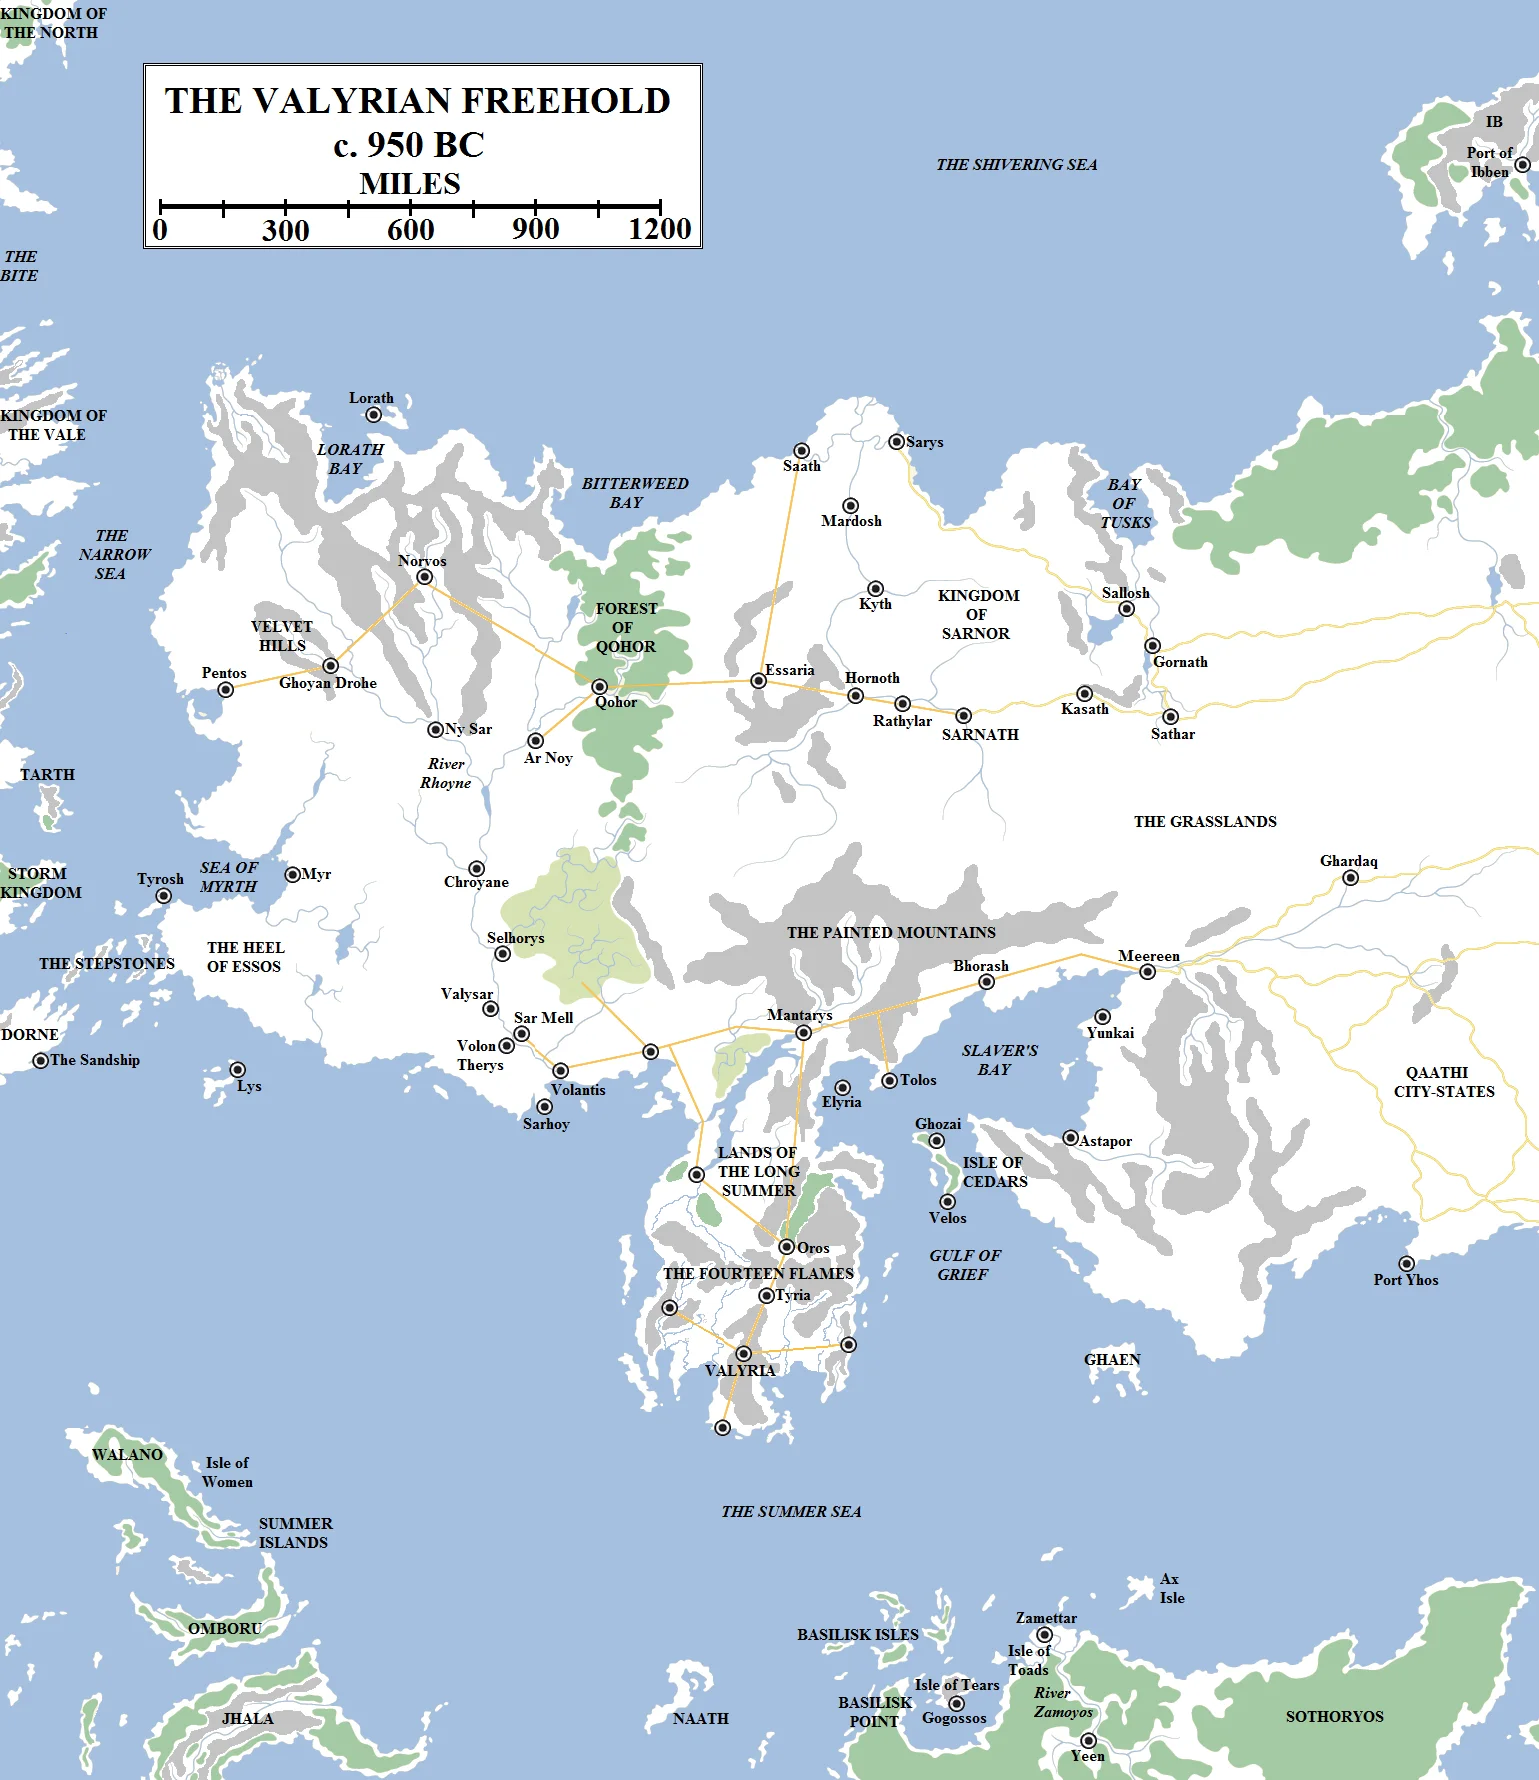 KINGDOM OF
THE NORTH
THE VALYRIAN FREEHOLD
c. 950 BC
MILES
0 300 600 900 1200
THE SHIVERING SEA
IB
Port of
Ibben
THE
BITE
KINGDOM OF
THE VALE
Lorath
LORATH
BAY
BITTERWEED
BAY
Saath
Sarys
Mardosh
BAY
OF
TUSKS
THE
NARROW
SEA
Norvos
Kyth
KINGDOM
OF
SARNOR
Sallosh
FOREST
OF
QOHOR
VELVET
HILLS
Gornath
Pentos
Ghoyan Drohe
Essaria
Hornoth
Qohor
Rathylar
SARNATH
Kasath
Sathar
Ny Sar
Ar Noy
River
Rhoyne
TARTH
THE GRASSLANDS
STORM
KINGDOM
Tyrosh
SEA OF
MYRTH
Myr
Chroyane
Ghardaq
THE HEEL
OF ESSOS
THE STEPSTONES
Selhorys
THE PAINTED MOUNTAINS
Bhorash
Meereen
Valysar
Sar Mell
Mantarys
Yunkai
DORNE
The Sandship
Volon
Therys
Lys
Volantis
Sarhoy
SLAVER'S
BAY
Tolos
Elyria
QAATHI
CITY-STATES
Ghozai
Astapor
LANDS OF
THE LONG
SUMMER
ISLE OF
CEDARS
Velos
Oros
GULF OF
GRIEF
THE FOURTEEN FLAMES
Tyria
Port Yhos
VALYRIA
GHAEN
WALANO
Isle of
Women
THE SUMMER SEA
SUMMER
ISLANDS
Ax
Isle
OMBORU
BASILISK ISLES
Zamettar
Isle of
Toads
Isle of Tears
Gogossos
River
Zamoyos
BASILISK
POINT
JHALA
NAATH
SOTHORYOS
Yeen